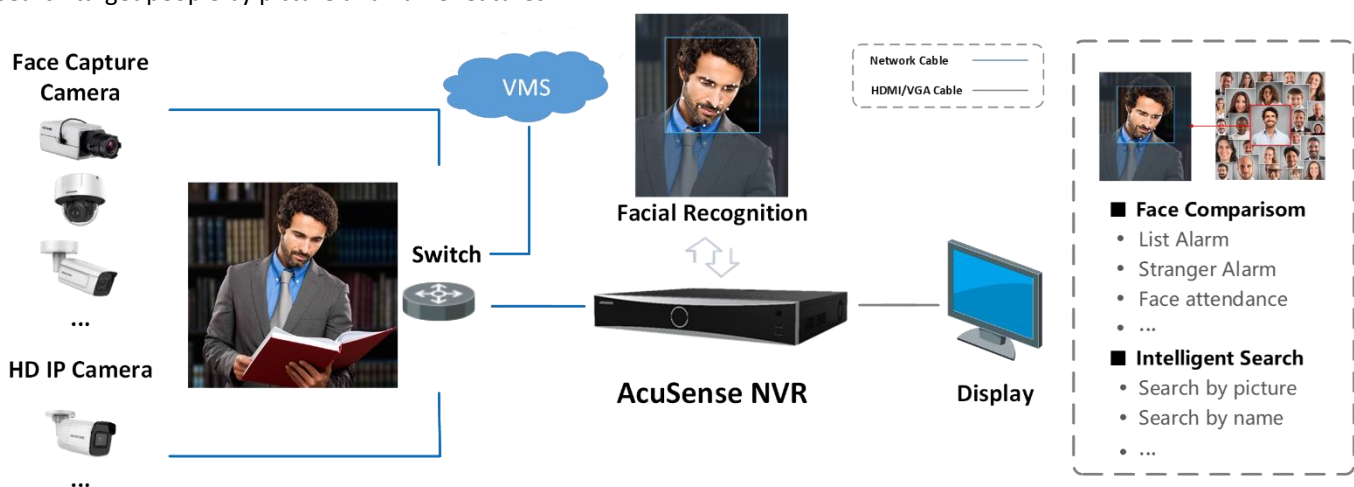 Face Capture
Camera
...
HD IP Camera
...
VMS
Switch
Facial Recognition
AcuSense NVR
Display
Network Cable
HDMI/VGA Cable
■ Face Comparisom
• List Alarm
• Stranger Alarm
• Face attendance
• ...
■ Intelligent Search
• Search by picture
• Search by name
• ...